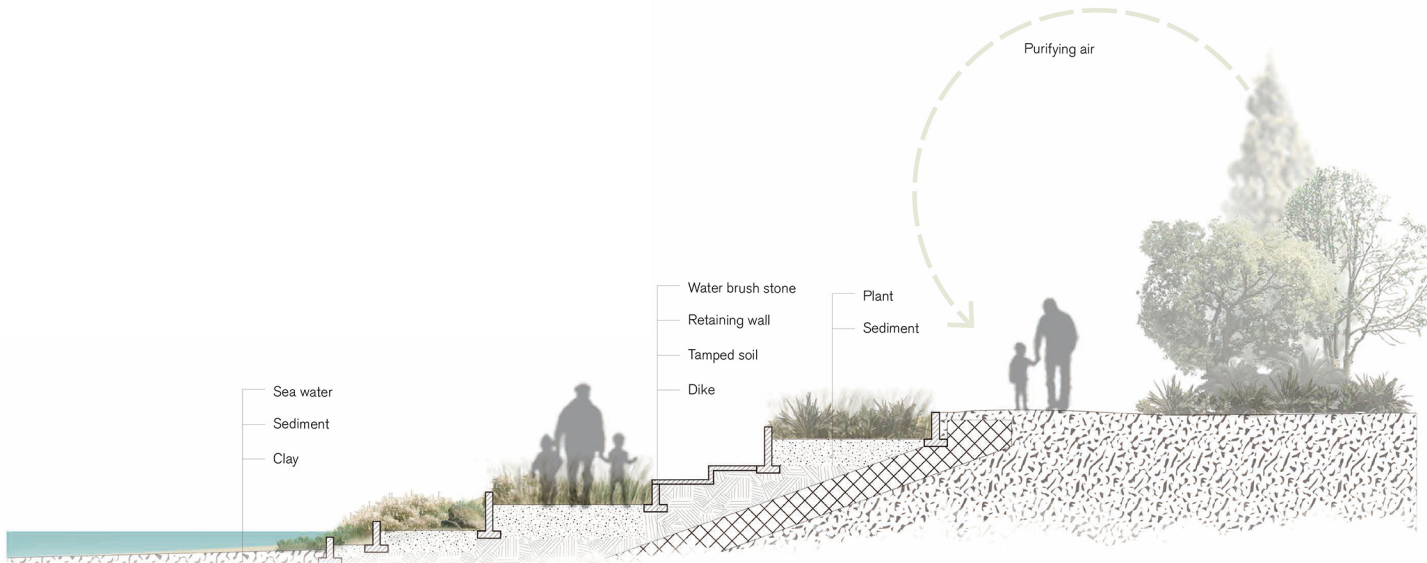 Purifying air
Water brush stone
Retaining wall
Tamped soil
Dike
Plant
Sediment
Sea water
Sediment
Clay